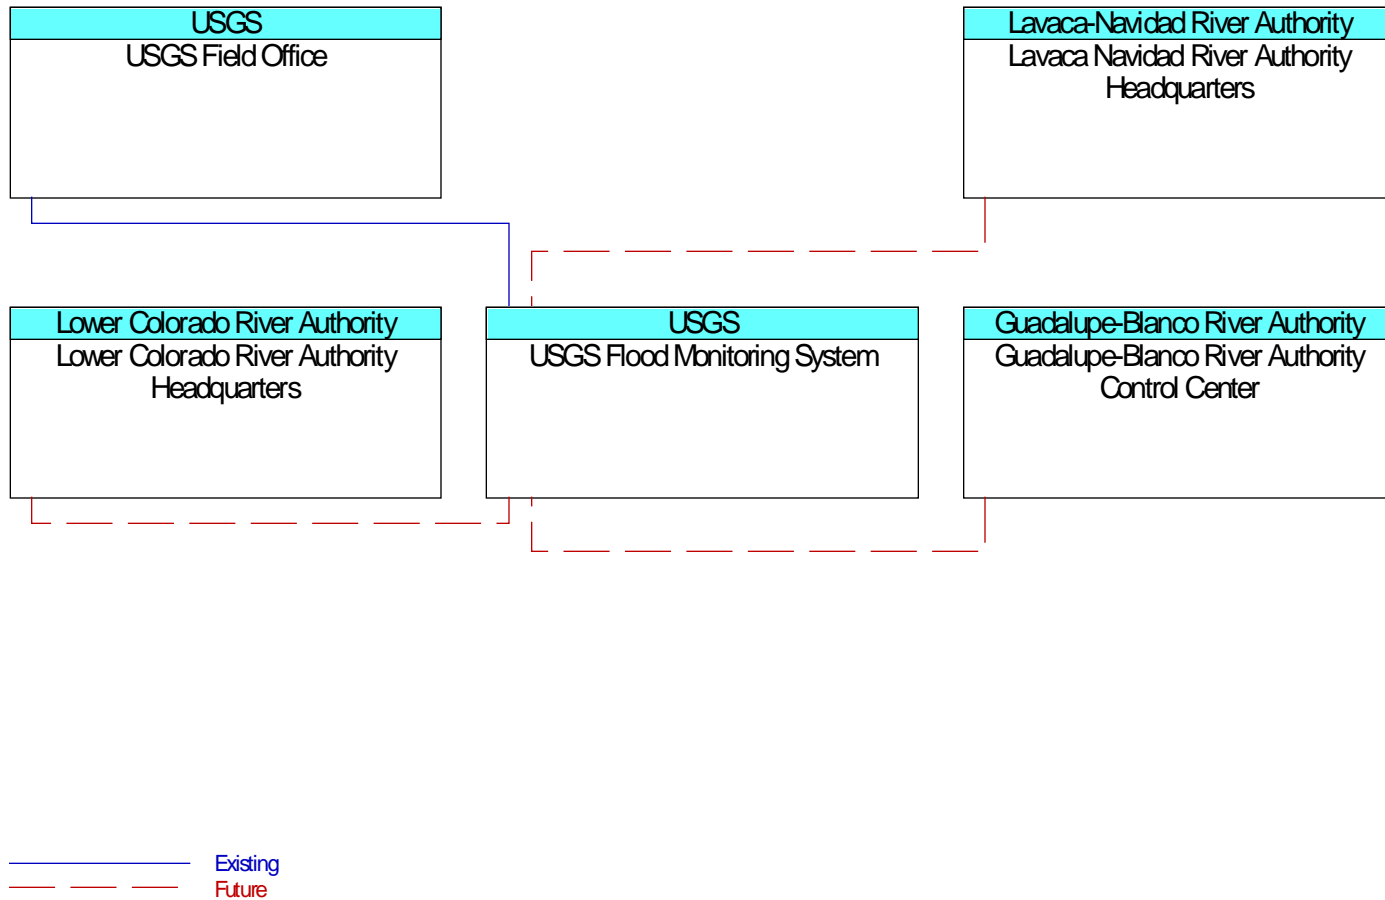 USGS
USGS Field Office
Lavaca-Navidad River Authority
Lavaca Navidad River Authority
Headquarters
Lower Colorado River Authority
Lower Colorado River Authority
Headquarters
USGS
USGS Flood Monitoring System
Guadalupe-Blanco River Authority
Guadalupe-Blanco River Authority
Control Center
Existing
Future